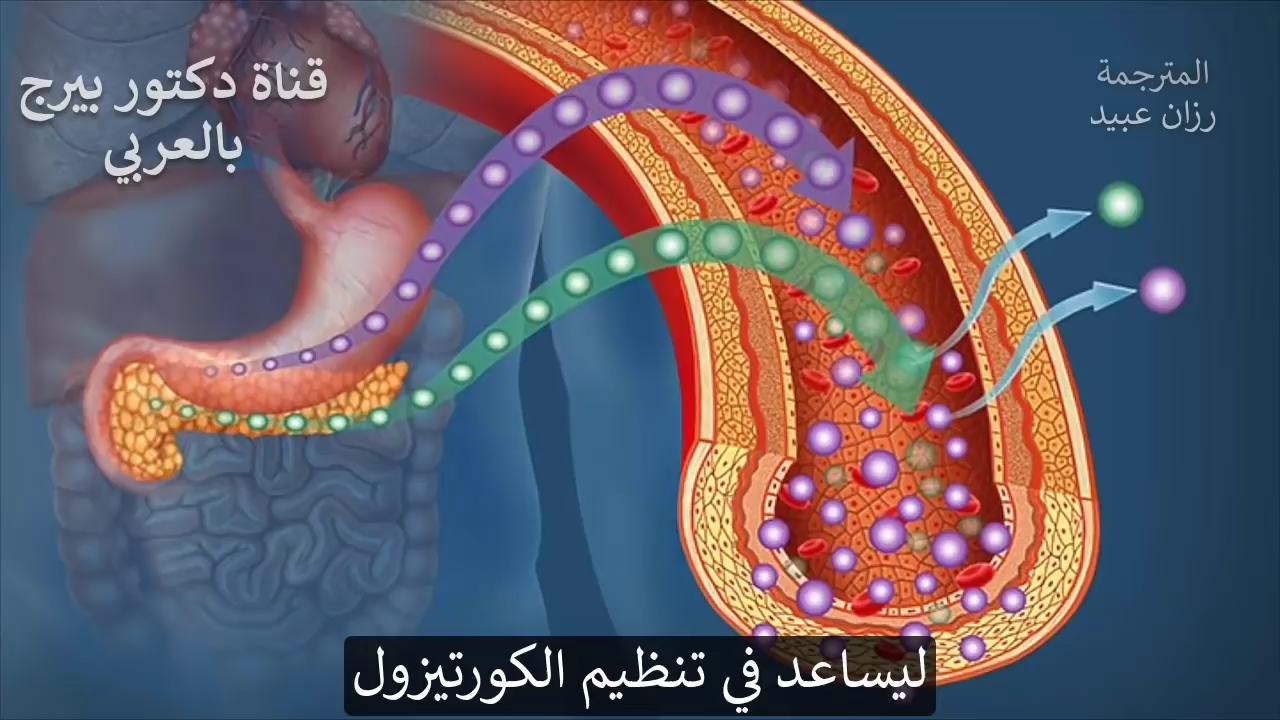 قناة دكتور بيرج
بالعربي
المترجمة
رزان عبيد
ليساعد في تنظيم الكورتيزول